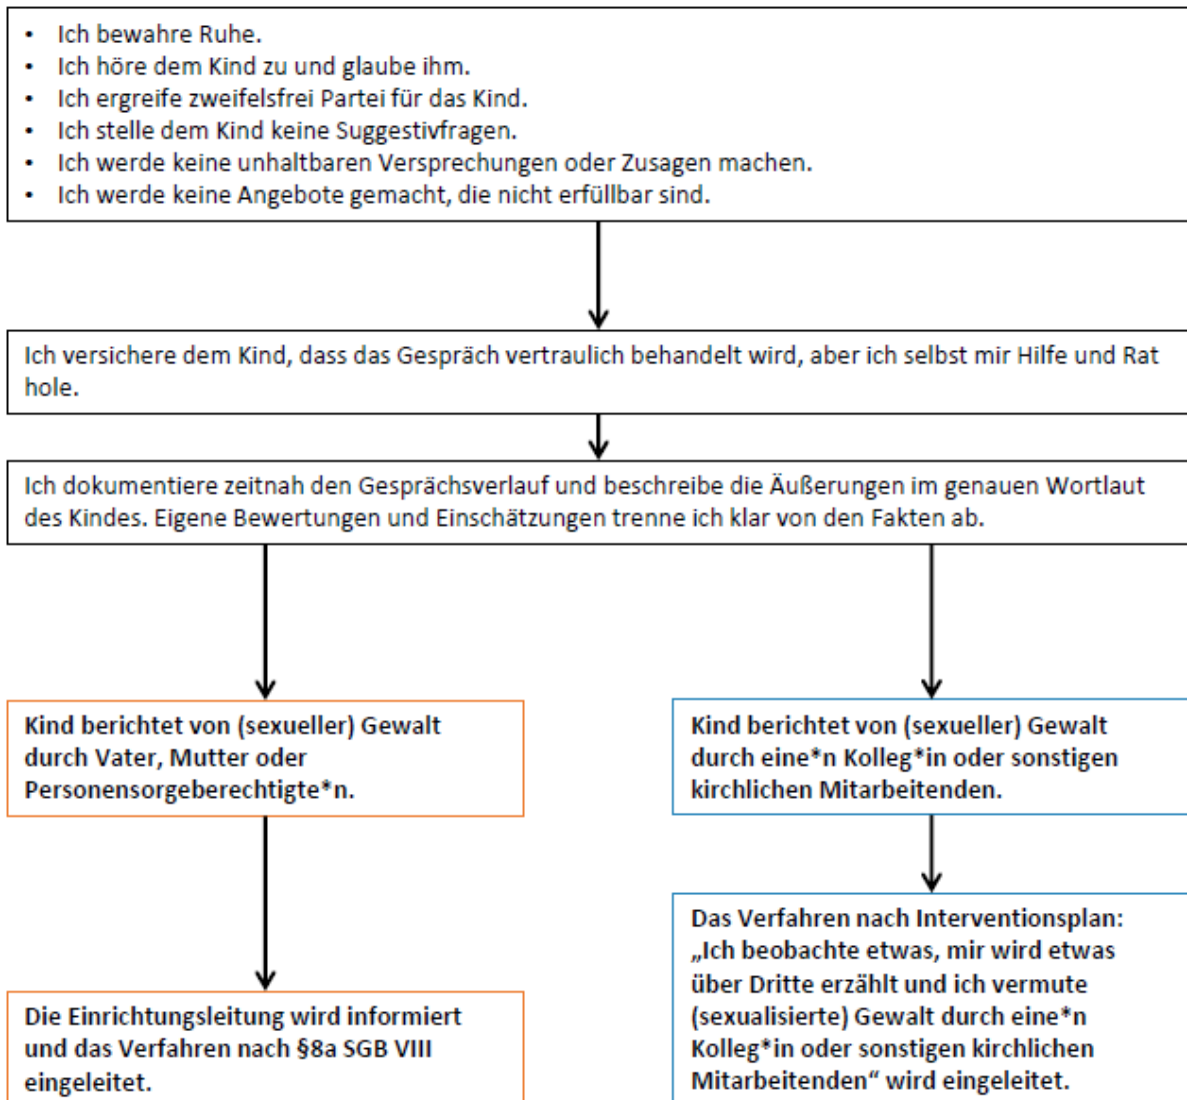 • Ich bewahre Ruhe.
• Ich höre dem Kind zu und glaube ihm.
• Ich ergreife zweifelsfrei Partei für das Kind.
• Ich stelle dem Kind keine Suggestivfragen.
• Ich werde keine unhaltbaren Versprechungen oder Zusagen machen.
• Ich werde keine Angebote gemacht, die nicht erfüllbar sind.
Ich versichere dem Kind, dass das Gespräch vertraulich behandelt wird, aber ich selbst mir Hilfe und Rat
hole.
Ich dokumentiere zeitnah den Gesprächsverlauf und beschreibe die Äußerungen im genauen Wortlaut
des Kindes. Eigene Bewertungen und Einschätzungen trenne ich klar von den Fakten ab.
Kind berichtet von (sexueller) Gewalt
durch Vater, Mutter oder
Personensorgeberechtigte*n.
Die Einrichtungsleitung wird informiert
und das Verfahren nach §8a SGB VIII
eingeleitet.
Kind berichtet von (sexueller) Gewalt
durch eine*n Kolleg*in oder sonstigen
kirchlichen Mitarbeitenden.
Das Verfahren nach Interventionsplan:
„Ich beobachte etwas, mir wird etwas
über Dritte erzählt und ich vermute
(sexualisierte) Gewalt durch eine*n
Kolleg*in oder sonstigen kirchlichen
Mitarbeitenden“ wird eingeleitet.